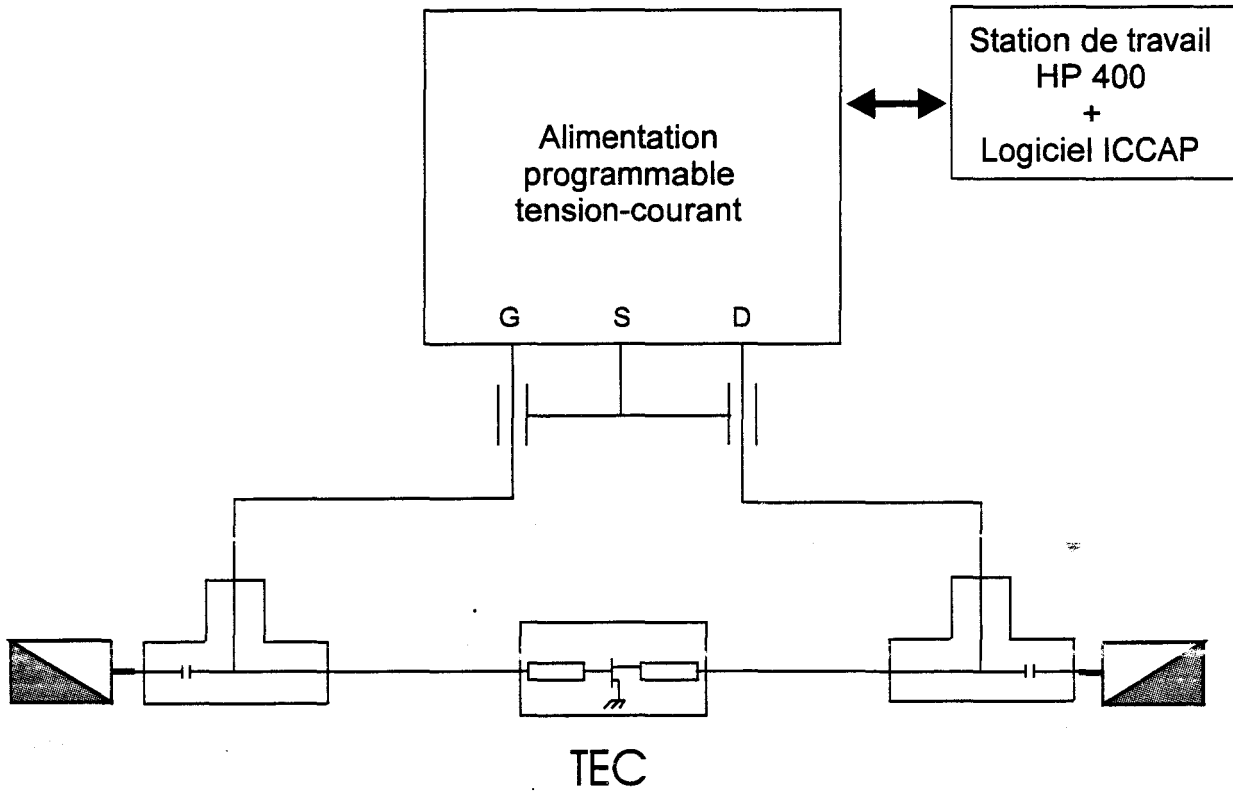 Alimentation
programmable
tension-courant
Station de travail
HP 400
+
Logiciel ICCAP
G S D
TEC